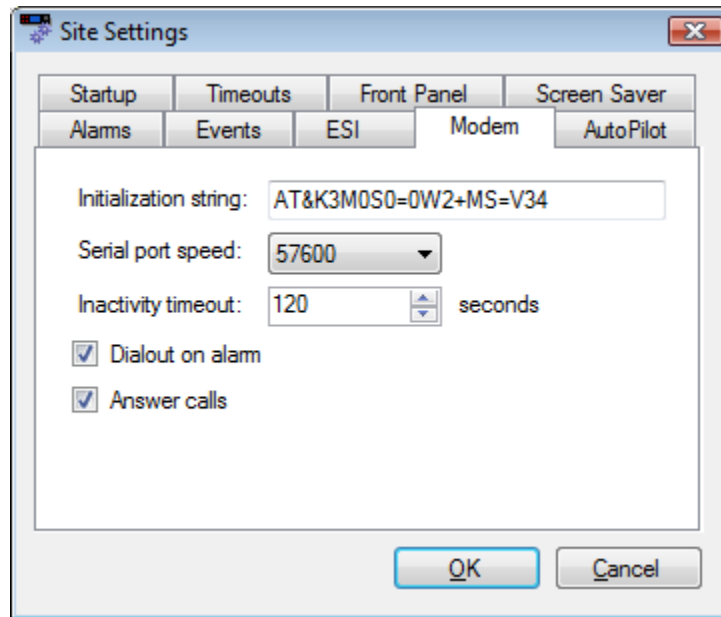 Site Settings
Startup Timeouts Front Panel Screen Saver
Alarms Events ESI Modem AutoPilot
Initialization string: AT&K3M0S0=0W2+MS=V34
Serial port speed: 57600
Inactivity timeout: 120 seconds
Dialout on alarm
Answer calls
OK Cancel